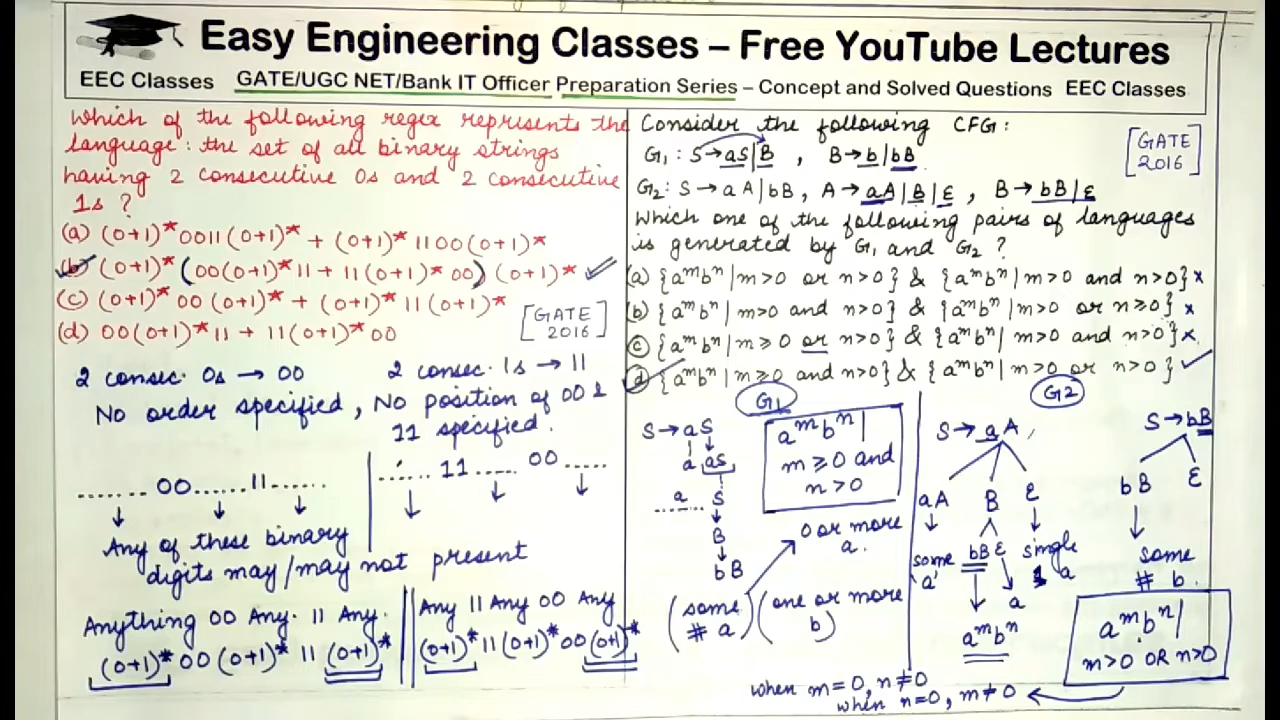 Easy Engineering Classes – Free YouTube Lectures
EEC Classes GATE/UGC NET/Bank IT Officer Preparation Series – Concept and Solved Questions EEC Classes
Which of the following regex represents the
language: the set of all binary strings
having 2 consecutive 0s and 2 consecutive
1s ?
(a) (0+1)* 0011 (0+1)* + (0+1)* 1100 (0+1)*
(b) (0+1)* (00(0+1)* 11 + 11(0+1)* 00) (0+1)*
(c) (0+1)* 00 (0+1)* + (0+1)* 11 (0+1)*
(d) 00(0+1)* 11 + 11(0+1)* 00
[GATE 2016]
2 consec. 0s → 00
2 consec. 1s → 11
No order specified, No position of 00 &
11 specified.
....... 00 ...... 11 ......
...... 11 ...... 00 ......
Any of these binary
digits may/may not present
Anything 00 Any. 11 Any.
(0+1)* 00 (0+1)* 11 (0+1)*
Any 11 Any 00 Any
(0+1)* 11 (0+1)* 00 (0+1)*
Consider the following CFG:
[GATE 2016]
G1: S→aS|B , B→b|bB
G2: S→aA|bB, A→aA|B|ε, B→bB|ε
Which one of the following pairs of languages
is generated by G1 and G2 ?
(a) {a^m b^n | m>0 or n>0} & {a^m b^n | m>0 and n>0} x
(b) {a^m b^n | m>0 and n>0} & {a^m b^n | m>0 or n≥0} x
(c) {a^m b^n | m≥0 or n>0} & {a^m b^n | m>0 and n>0} x
(d) {a^m b^n | m≥0 and n>0} & {a^m b^n | m>0 or n>0} ✓
G1
S→aS
a aS
a S
B
bB
a^m b^n |
m≥0 and
n>0
0 or more
a.
(some # a) (one or more b)
G2
S→aA
aA B ε
some a
bB ε
single a
a
a^m b^n
S→bB
bB ε
some
# b.
a^m b^n |
m>0 OR n>0
when m=0, n≠0
when n=0, m≠0